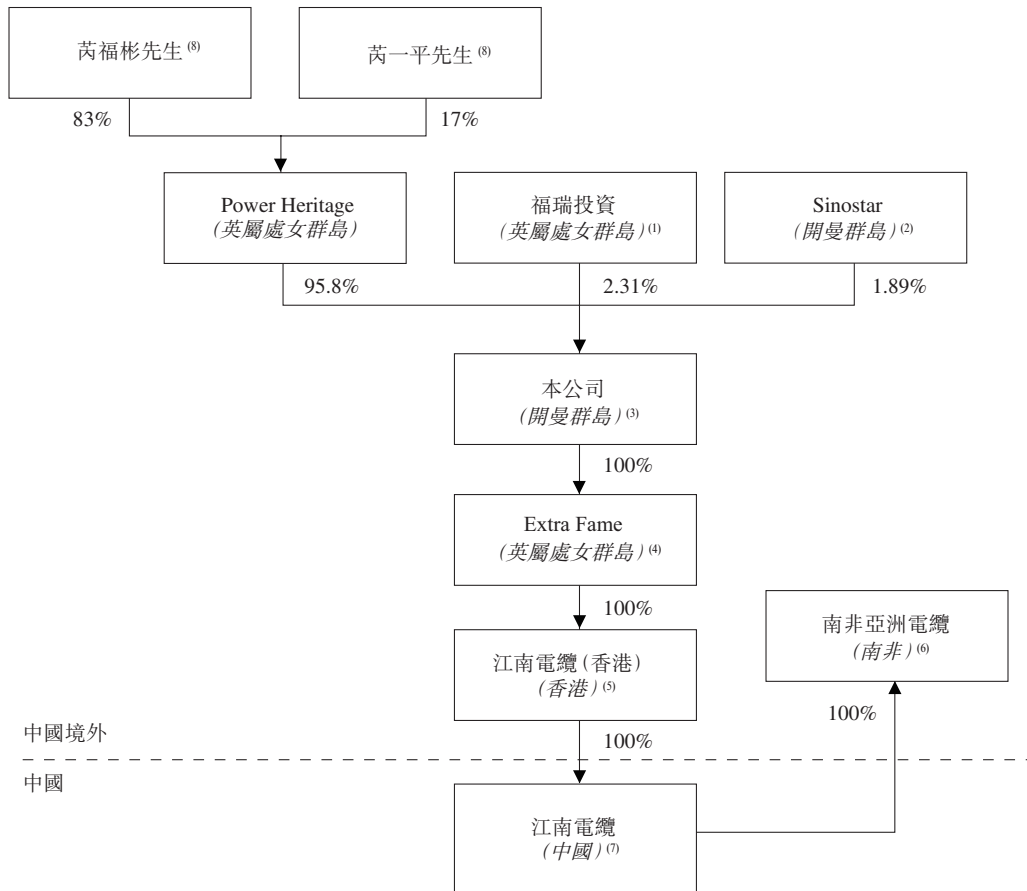 芮福彬先生(8)
芮一平先生(8)
83%
17%
Power Heritage
(英屬處女群島)
福瑞投資
(英屬處女群島)(1)
Sinostar
(開曼群島)(2)
95.8%
2.31%
1.89%
本公司
(開曼群島)(3)
100%
Extra Fame
(英屬處女群島)(4)
100%
江南電纜(香港)
(香港)(5)
南非亞洲電纜
(南非)(6)
100%
100%
中國境外
中國
江南電纜
(中國)(7)